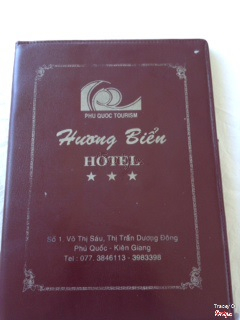 PHU QUOC TOURISM
Hương Biển
HOTEL
Số 1 Võ Thị Sáu, Thị Trấn Dương Đông
Phú Quốc - Kiên Giang
Tel : 077. 3846113 - 3983398